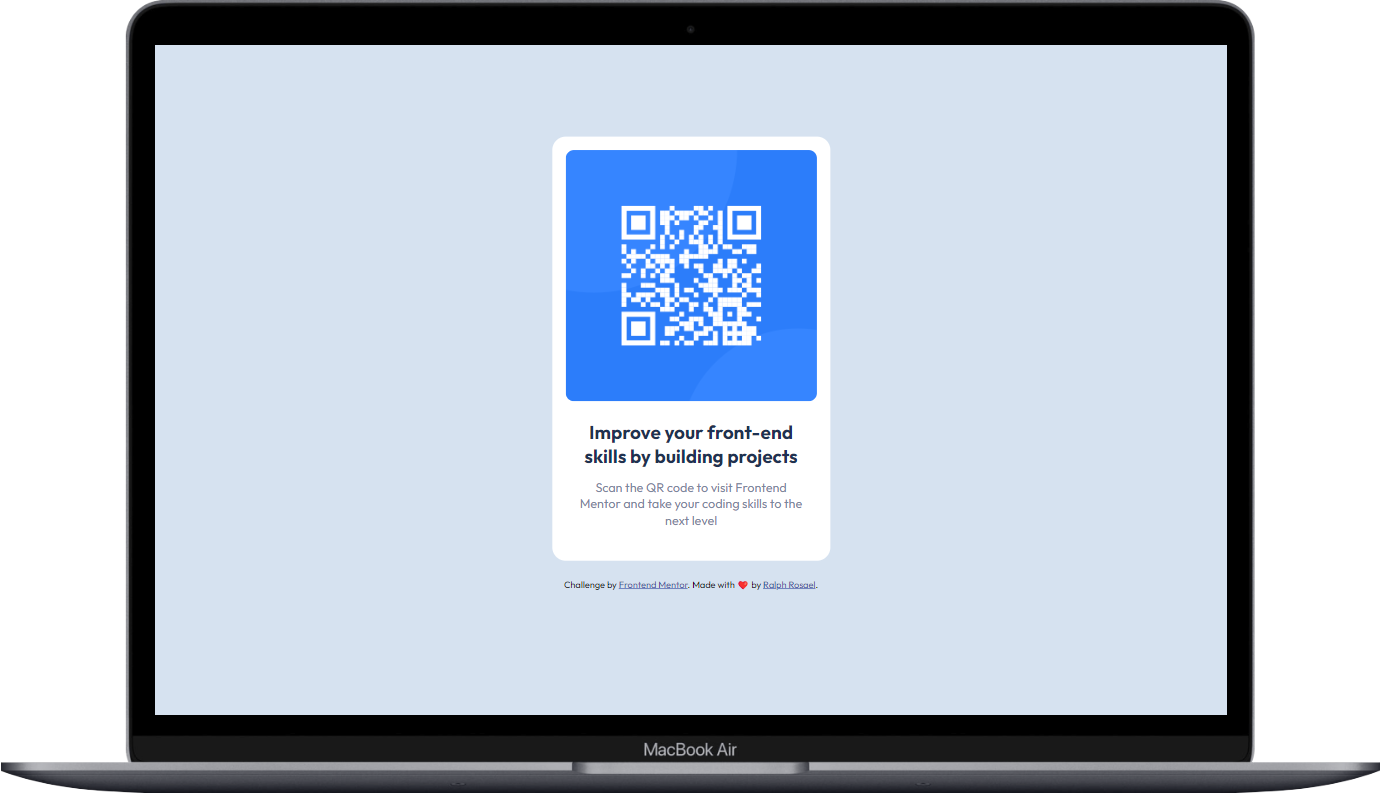 Improve your front-end
skills by building projects
Scan the QR code to visit Frontend
Mentor and take your coding skills to the
next level
Challenge by Frontend Mentor. Made with ❤️ by Ralph Rosael.
MacBook Air